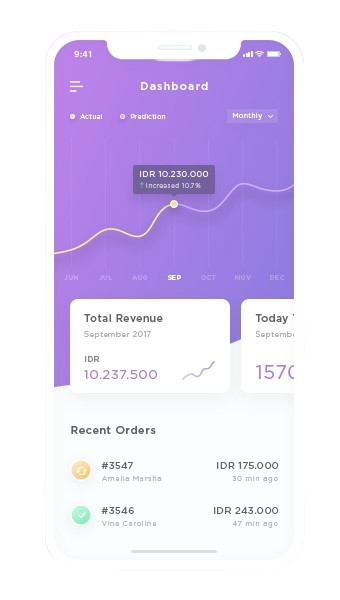 9:41
Dashboard
Actual Prediction Monthly
IDR 10.230.000
↑ Increased 10.7%
JUN JUL AUG SEP OCT NOV DEC
Total Revenue
September 2017
IDR
10.237.500
Today
1570
Recent Orders
#3547 IDR 175.000
Amelia Marsha 30 min ago
#3546 IDR 243.000
Vina Carolina 47 min ago